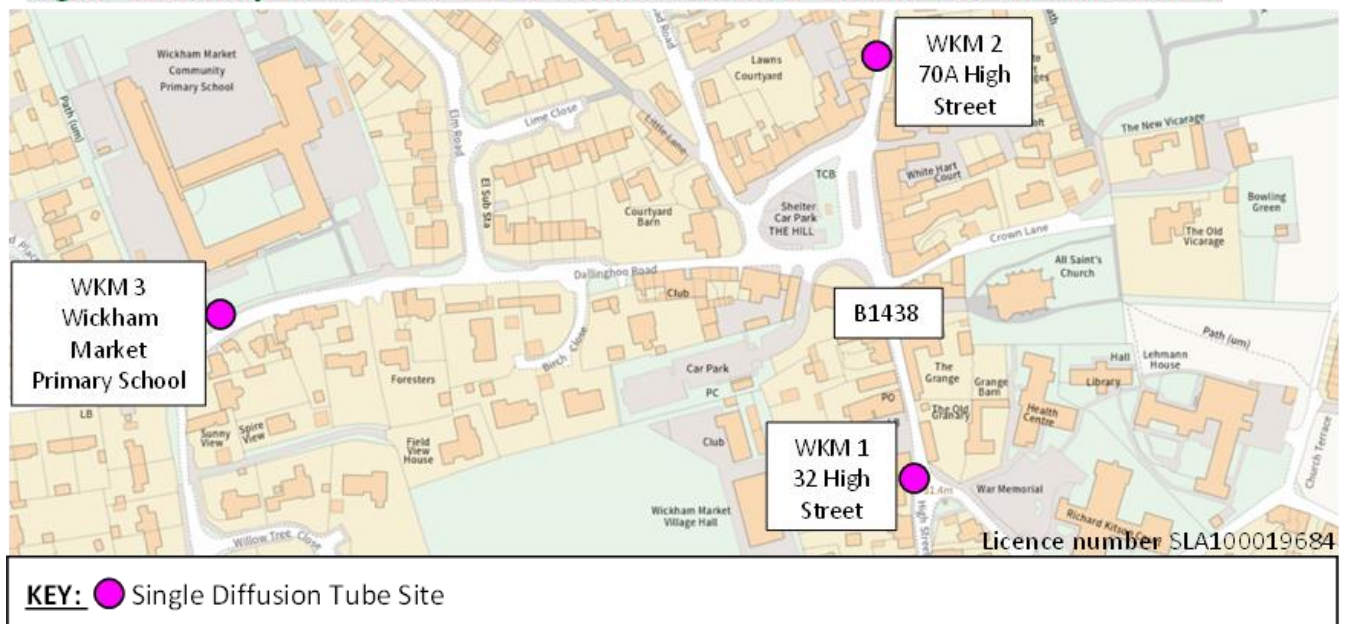 Wickham Market
Community
Primary School
Path (um)
Elm Road
Lime Close
Little Lane
El Sub Sta
Lawns
Courtyard
WKM 2
70A High
Street
The New Vicarage
White Hart
Court
TCB
Shelter
Car Park
THE HILL
Courtyard
Barn
Bowling
Green
The Old
Vicarage
Crown Lane
All Saint's
Church
Dallinghoo Road
Club
WKM 3
Wickham
Market
Primary School
B1438
Birch Close
Foresters
Car Park
PC
The
Grange
Grange
Barn
Hall
Library
Lehmann
House
Path (um)
PO
The Old
Granary
Health
Centre
LB
Sunny
View
Spire
View
Field
View
House
Club
WKM 1
32 High
Street
War Memorial
Church Terrace
Wickham Market
Village Hall
High Street
Richard
Willow Tree Close
Licence number SLA100019684
KEY: Single Diffusion Tube Site